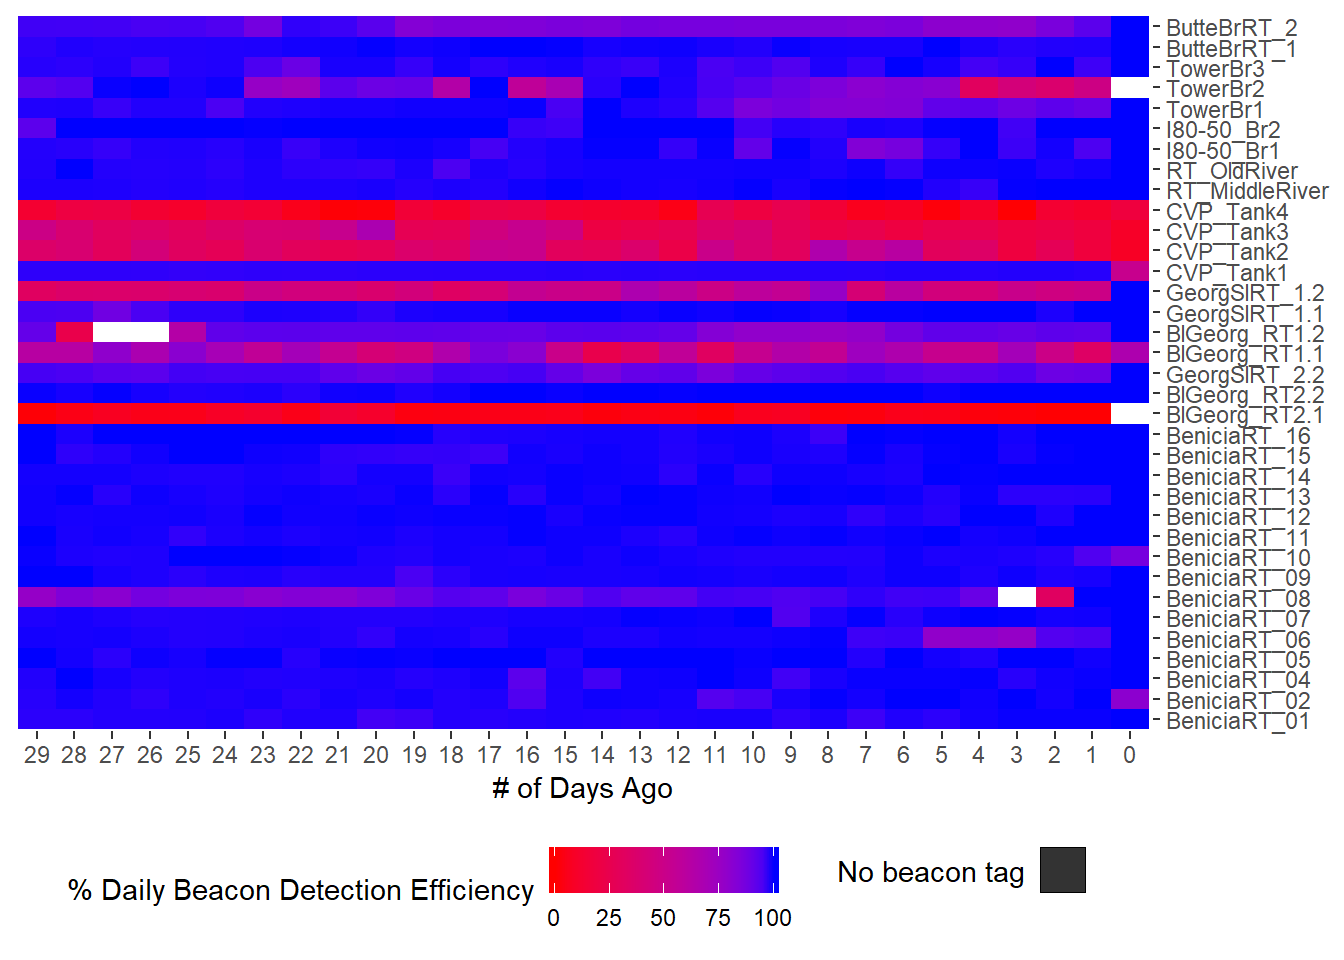 ButteBrRT_2
ButteBrRT_1
TowerBr3
TowerBr2
TowerBr1
I80-50_Br2
I80-50_Br1
RT_OldRiver
RT_MiddleRiver
CVP_Tank4
CVP_Tank3
CVP_Tank2
CVP_Tank1
GeorgSlRT_1.2
GeorgSlRT_1.1
BlGeorg_RT1.2
BlGeorg_RT1.1
GeorgSlRT_2.2
BlGeorg_RT2.2
BlGeorg_RT2.1
BeniciaRT_16
BeniciaRT_15
BeniciaRT_14
BeniciaRT_13
BeniciaRT_12
BeniciaRT_11
BeniciaRT_10
BeniciaRT_09
BeniciaRT_08
BeniciaRT_07
BeniciaRT_06
BeniciaRT_05
BeniciaRT_04
BeniciaRT_02
BeniciaRT_01
29 28 27 26 25 24 23 22 21 20 19 18 17 16 15 14 13 12 11 10 9 8 7 6 5 4 3 2 1 0
# of Days Ago
% Daily Beacon Detection Efficiency
0 25 50 75 100
No beacon tag